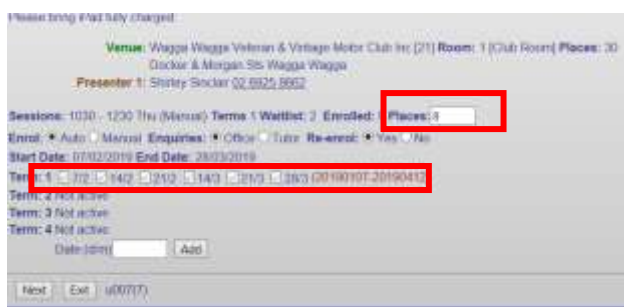 Please bring iPad fully charged.
Venue: Wagga Wagga Veteran & Vintage Motor Club Inc [21] Room: 1 [Club Room] Places: 30
Docker & Morgan Sts Wagga Wagga
Presenter 1: Shirley Sinclair
Sessions: 1030 - 1230 Thu (Manual) Terms 1 Waitlist: 2 Enrolled: Places: 8
Enrol: Auto Manual Enquiries: Office Tutor Re-enrol: Yes No
Start Date: 07/02/2019 End Date: 28/03/2019
Term: 1 7/2 14/2 21/2 14/3 21/3 28/3 (20190107-20190412)
Term: 2 Not active
Term: 3 Not active
Term: 4 Not active
Date (d/m) Add
Next Exit u007(7)